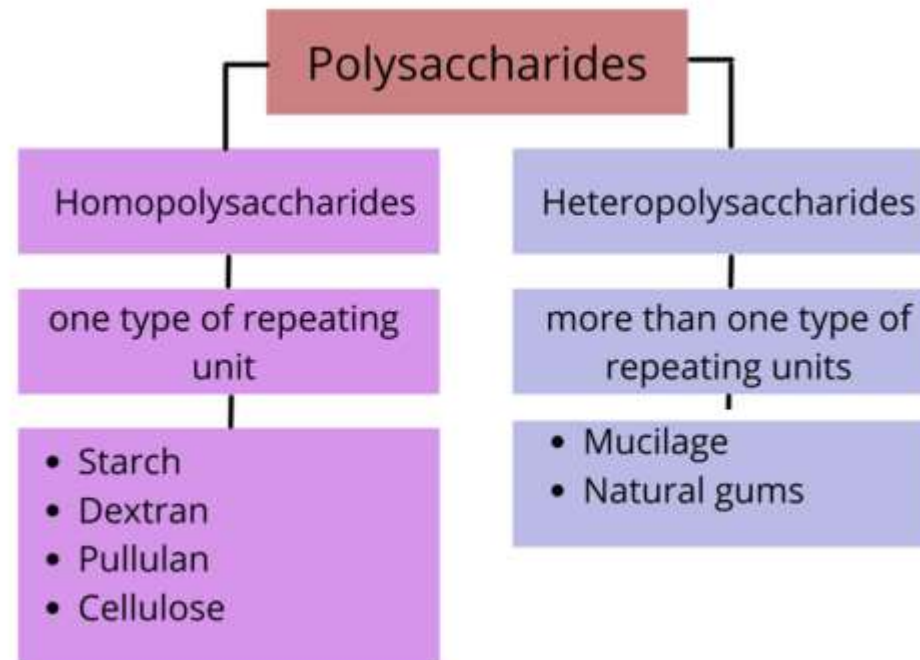 Polysaccharides
Homopolysaccharides
one type of repeating
unit
• Starch
• Dextran
• Pullulan
• Cellulose
Heteropolysaccharides
more than one type of
repeating units
• Mucilage
• Natural gums